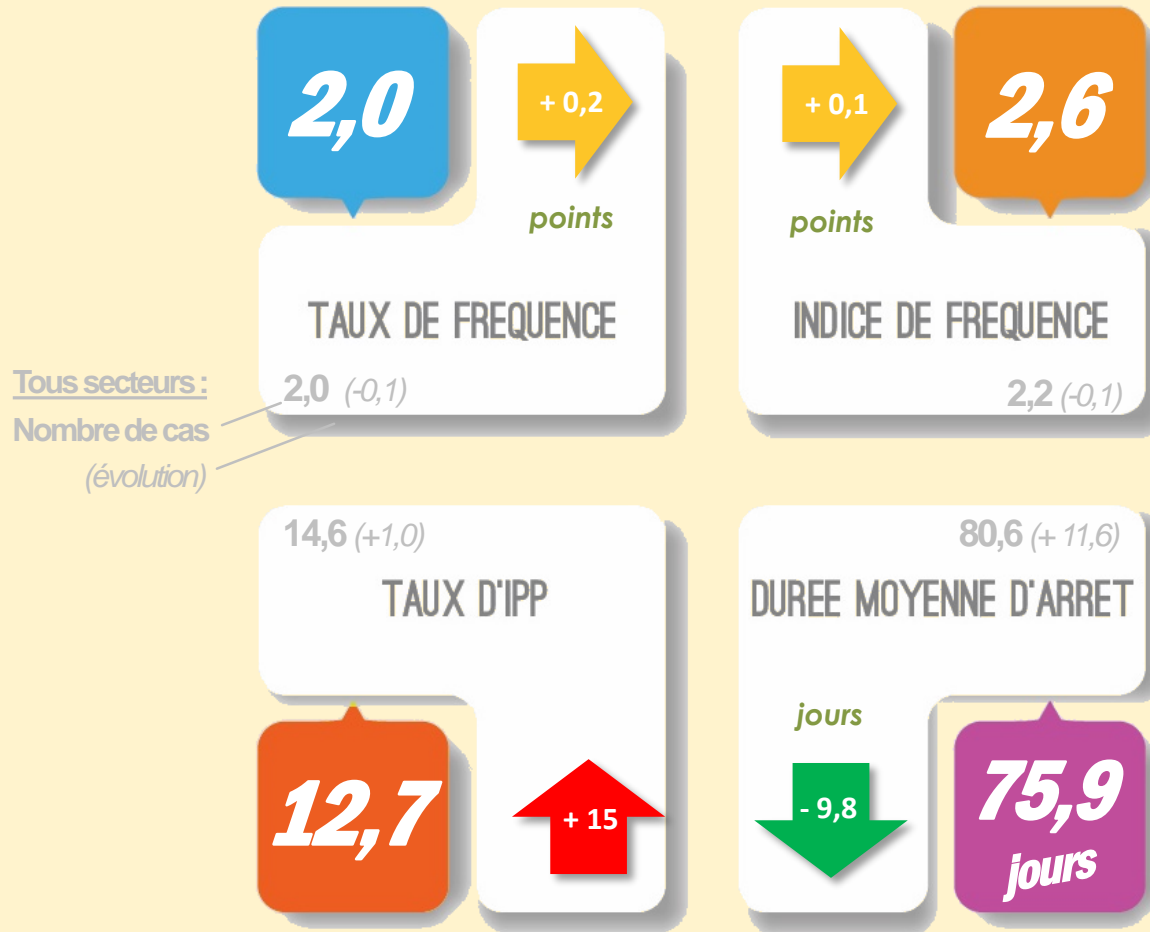 2,0
+ 0,2
points
TAUX DE FREQUENCE
2,0 (-0,1)
+ 0,1
points
2,6
INDICE DE FREQUENCE
2,2 (-0,1)
Tous secteurs :
Nombre de cas
(évolution)
14,6 (+1,0)
TAUX D'IPP
12,7
+ 15
80,6 (+ 11,6)
DUREE MOYENNE D'ARRET
jours
- 9,8
75,9
jours